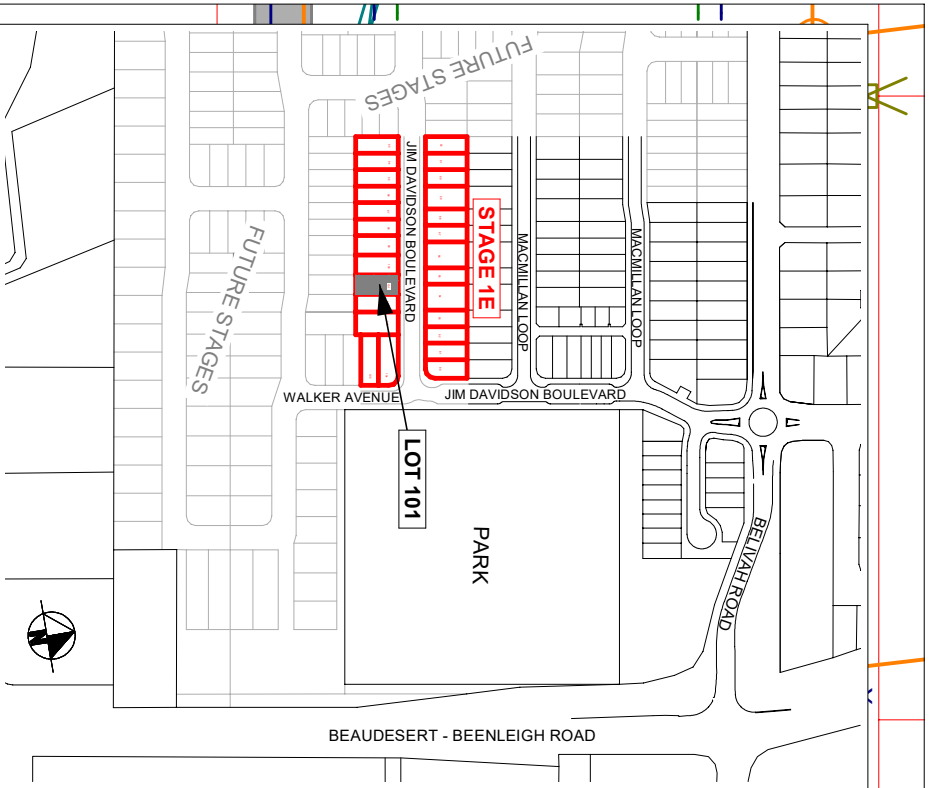 FUTURE STAGES
JIM DAVIDSON BOULEVARD
STAGE 1E
MACMILLAN LOOP
MACMILLAN LOOP
FUTURE STAGES
WALKER AVENUE
JIM DAVIDSON BOULEVARD
LOT 101
PARK
BELIVAH ROAD
N
BEAUDESERT - BEENLEIGH ROAD